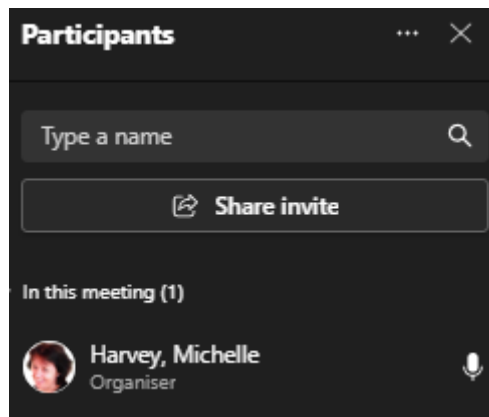 Participants
Type a name
Share invite
In this meeting (1)
Harvey, Michelle
Organiser